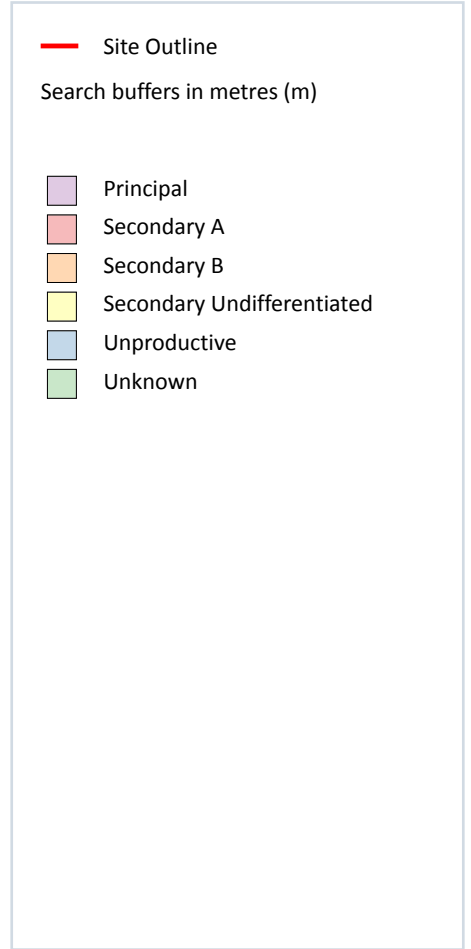 Site Outline
Search buffers in metres (m)
Principal
Secondary A
Secondary B
Secondary Undifferentiated
Unproductive
Unknown